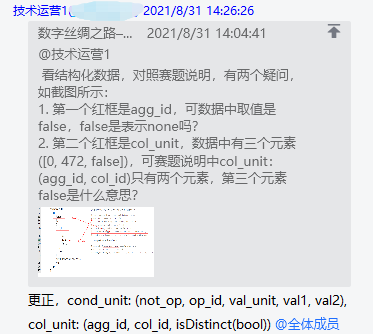 技术运营1 2021/8/31 14:26:26
数字丝绸之路–... 2021/8/31 14:04:41
@技术运营1
看结构化数据，对照赛题说明，有两个疑问，
如截图所示：
1. 第一个红框是agg_id，可数据中取值是
false，false是表示none吗？
2. 第二个红框是col_unit，数据中有三个元素
([0, 472, false])，可赛题说明中col_unit：
(agg_id, col_id)只有两个元素，第三个元素
false是什么意思？
更正，cond_unit: (not_op, op_id, val_unit, val1, val2),
col_unit: (agg_id, col_id, isDistinct(bool)) @全体成员